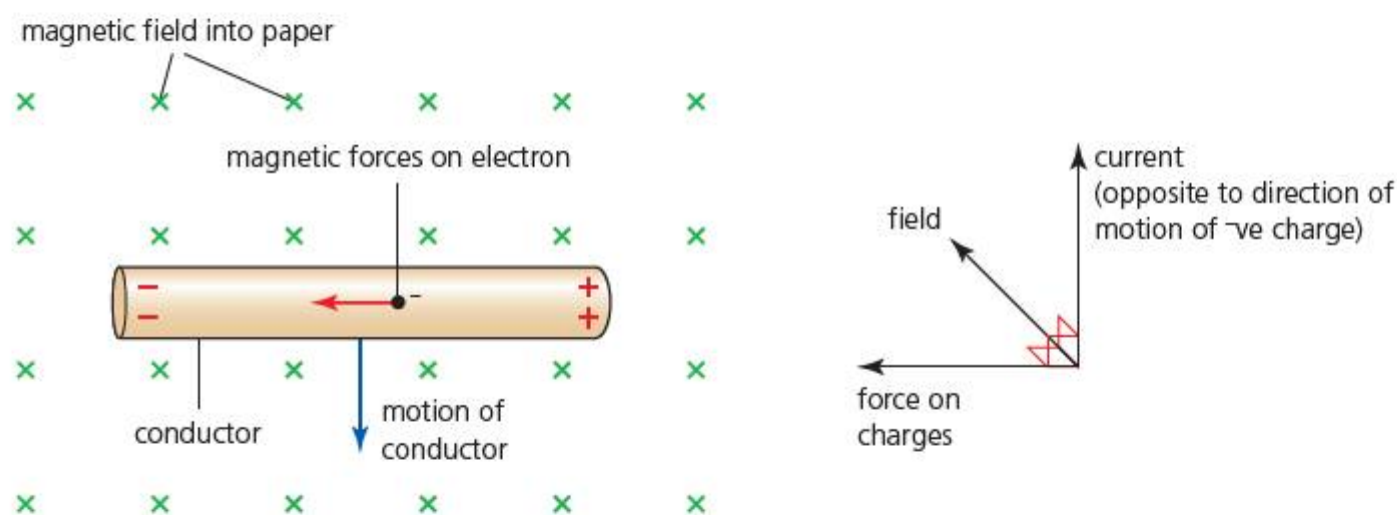 magnetic field into paper
magnetic forces on electron
−
− +
− +
conductor
motion of
conductor
current
(opposite to direction of
motion of ⁻ve charge)
field
force on
charges